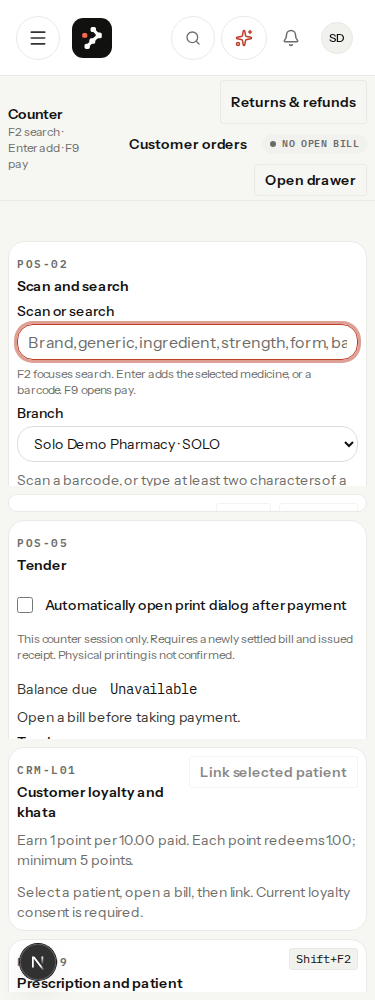 SD
Counter
F2 search ·
Enter add · F9
pay
Returns & refunds
Customer orders
NO OPEN BILL
Open drawer
POS-02
Scan and search
Scan or search
Brand, generic, ingredient, strength, form, ba
F2 focuses search. Enter adds the selected medicine, or a
barcode. F9 opens pay.
Branch
Solo Demo Pharmacy · SOLO
Scan a barcode, or type at least two characters of a
POS-05
Tender
Automatically open print dialog after payment
This counter session only. Requires a newly settled bill and issued
receipt. Physical printing is not confirmed.
Balance due Unavailable
Open a bill before taking payment.
CRM-L01
Link selected patient
Customer loyalty and
khata
Earn 1 point per 10.00 paid. Each point redeems 1.00;
minimum 5 points.
Select a patient, open a bill, then link. Current loyalty
consent is required.
N
9
Shift+F2
Prescription and patient